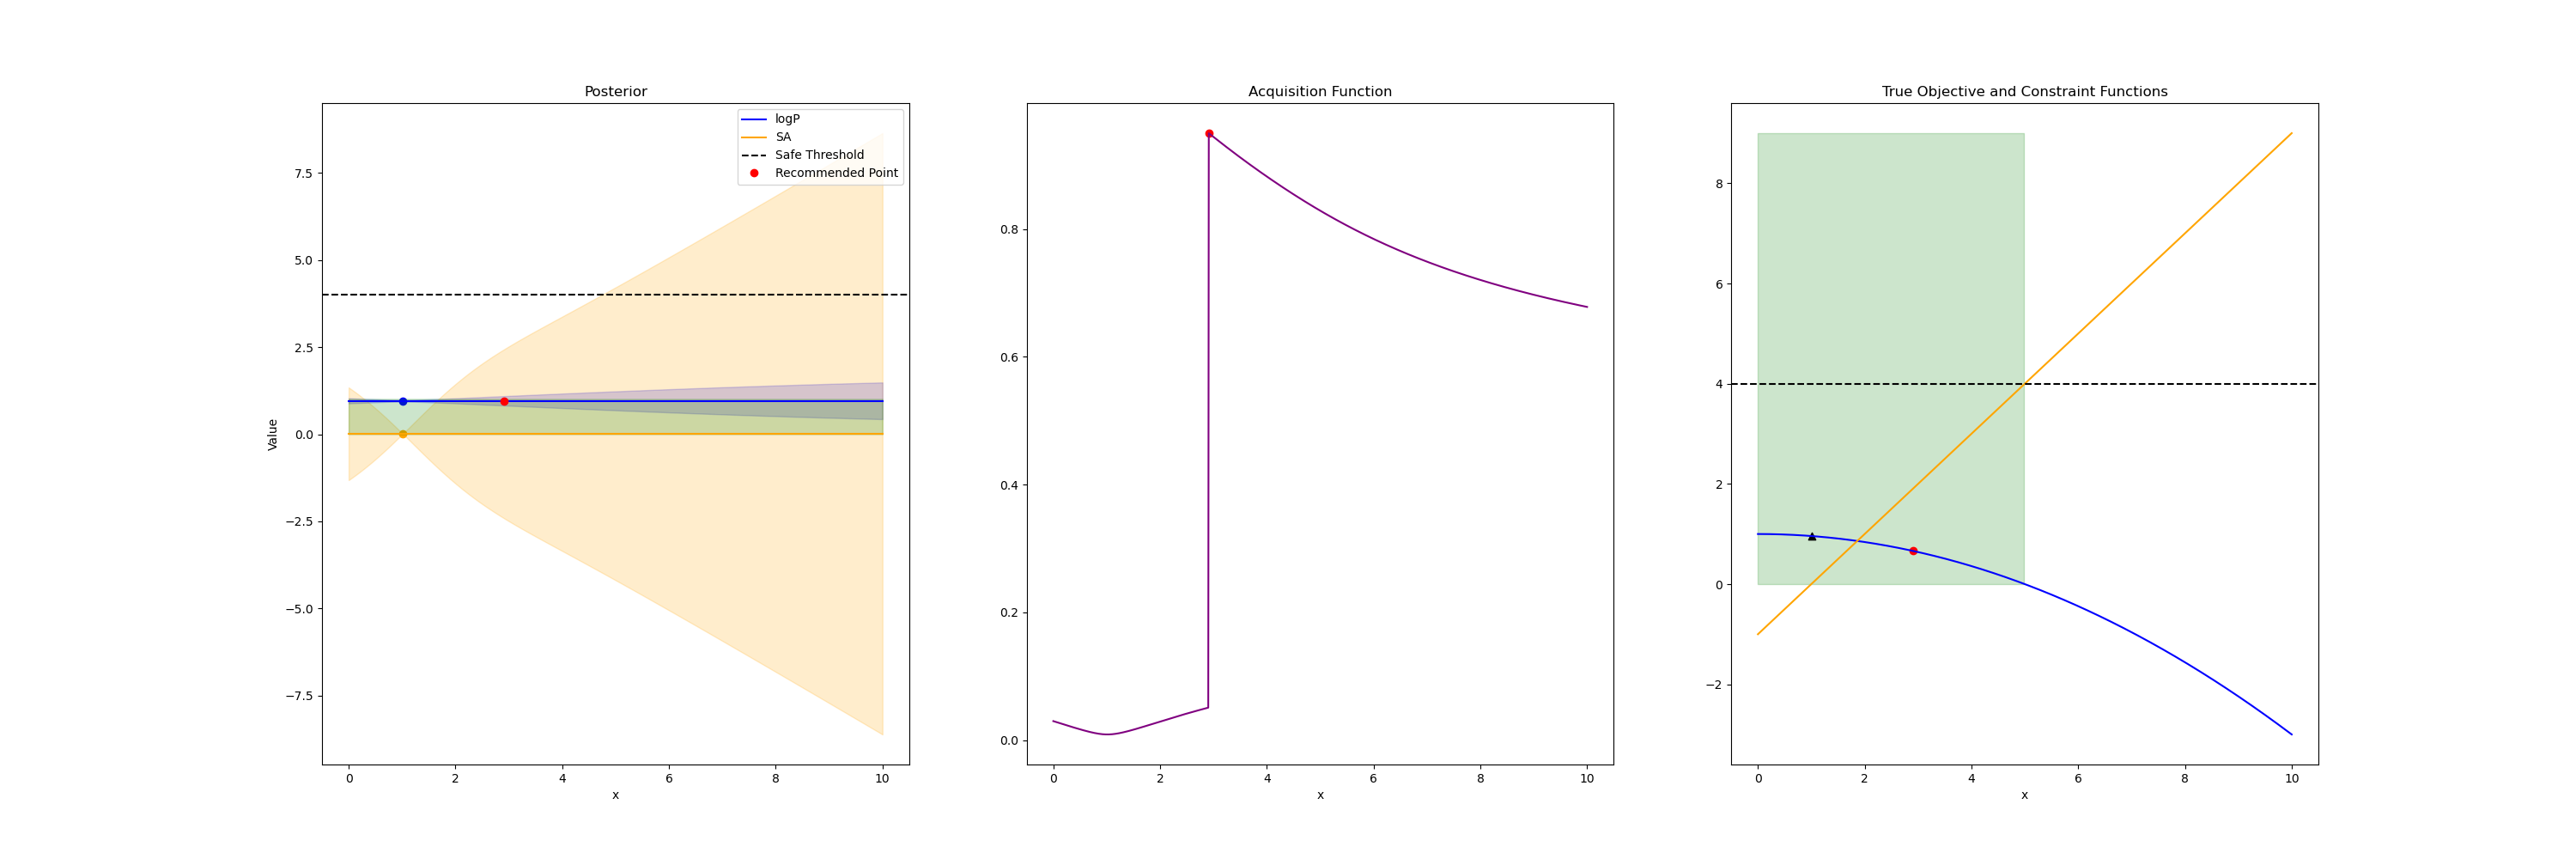 Posterior
logP
SA
Safe Threshold
Recommended Point
7.5
5.0
2.5
0.0
−2.5
−5.0
−7.5
Value
0 2 4 6 8 10
x
Acquisition Function
0.8
0.6
0.4
0.2
0.0
0 2 4 6 8 10
x
True Objective and Constraint Functions
8
6
4
2
0
−2
0 2 4 6 8 10
x